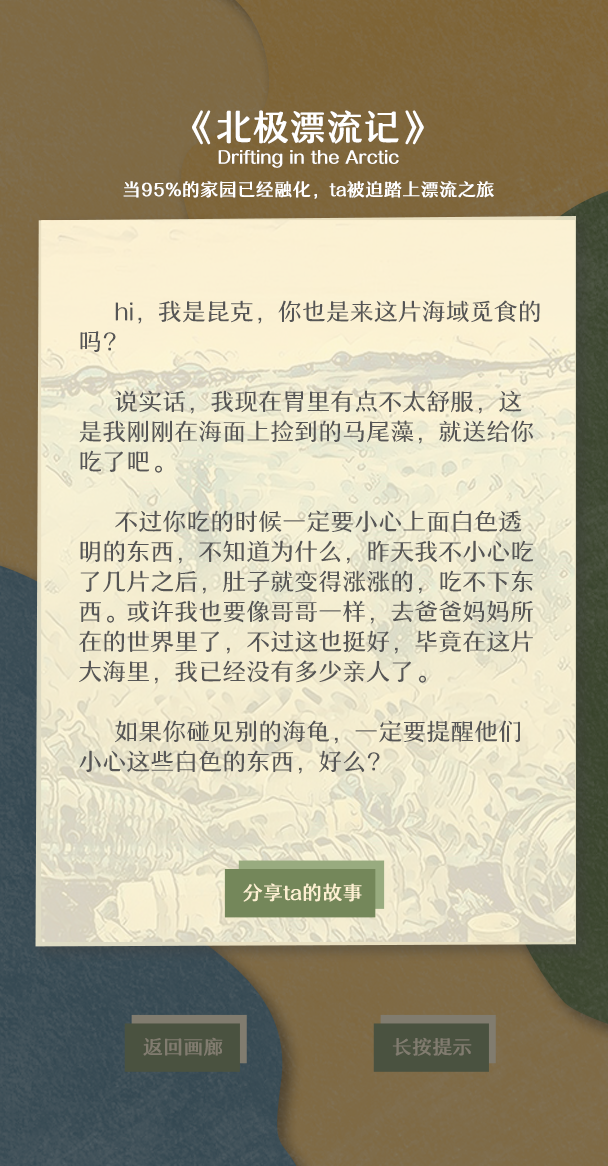 《北极漂流记》
Drifting in the Arctic
当95%的家园已经融化，ta被迫踏上漂流之旅
hi，我是昆克，你也是来这片海域觅食的
吗？
说实话，我现在胃里有点不太舒服，这
是我刚刚在海面上捡到的马尾藻，就送给你
吃了吧。
不过你吃的时候一定要小心上面白色透
明的东西，不知道为什么，昨天我不小心吃
了几片之后，肚子就变得涨涨的，吃不下东
西。或许我也要像哥哥一样，去爸爸妈妈所
在的世界里了，不过这也挺好，毕竟在这片
大海里，我已经没有多少亲人了。
如果你碰见别的海龟，一定要提醒他们
小心这些白色的东西，好么？
分享ta的故事
返回画廊
长按提示